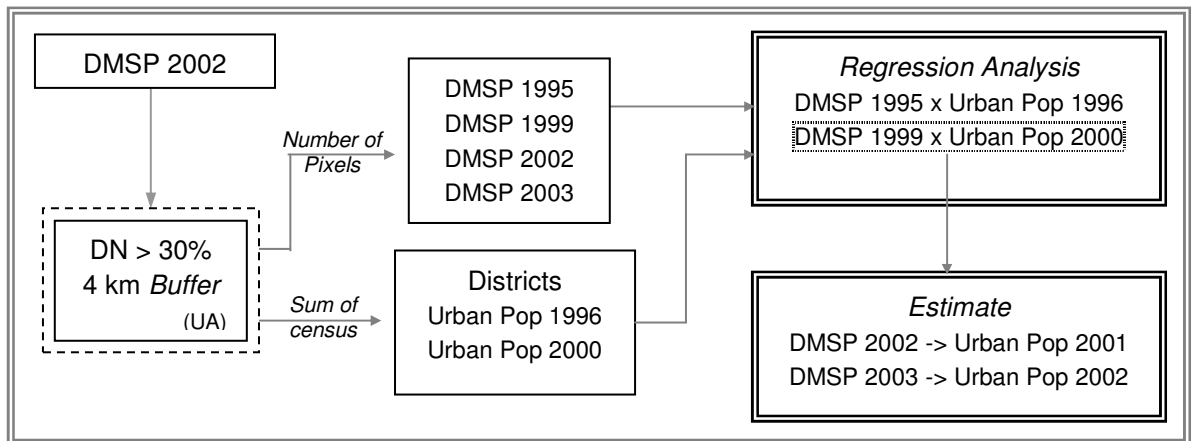 DMSP 2002
DN > 30%
4 km Buffer
(UA)
Number of
Pixels
Sum of
census
DMSP 1995
DMSP 1999
DMSP 2002
DMSP 2003
Districts
Urban Pop 1996
Urban Pop 2000
Regression Analysis
DMSP 1995 x Urban Pop 1996
DMSP 1999 x Urban Pop 2000
Estimate
DMSP 2002 -> Urban Pop 2001
DMSP 2003 -> Urban Pop 2002